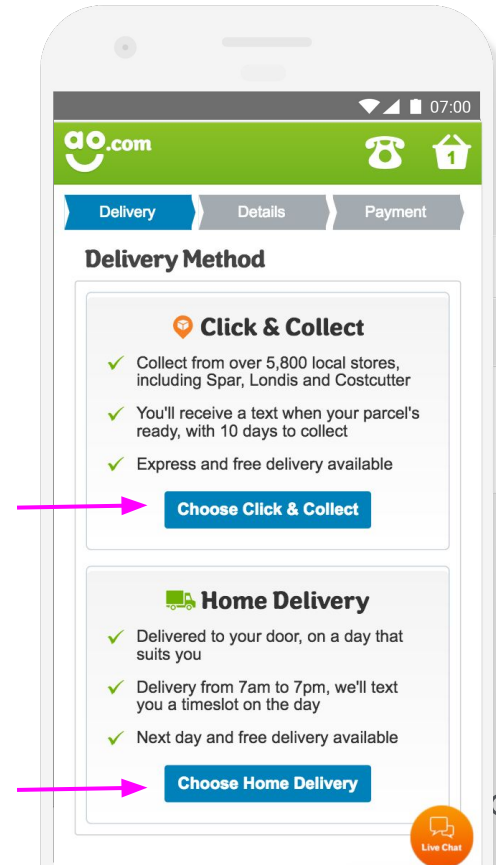 07:00
ao.com
1
Delivery
Details
Payment
Delivery Method
Click & Collect
Collect from over 5,800 local stores,
including Spar, Londis and Costcutter
You'll receive a text when your parcel's
ready, with 10 days to collect
Express and free delivery available
Choose Click & Collect
Home Delivery
Delivered to your door, on a day that
suits you
Delivery from 7am to 7pm, we'll text
you a timeslot on the day
Next day and free delivery available
Choose Home Delivery
Live Chat